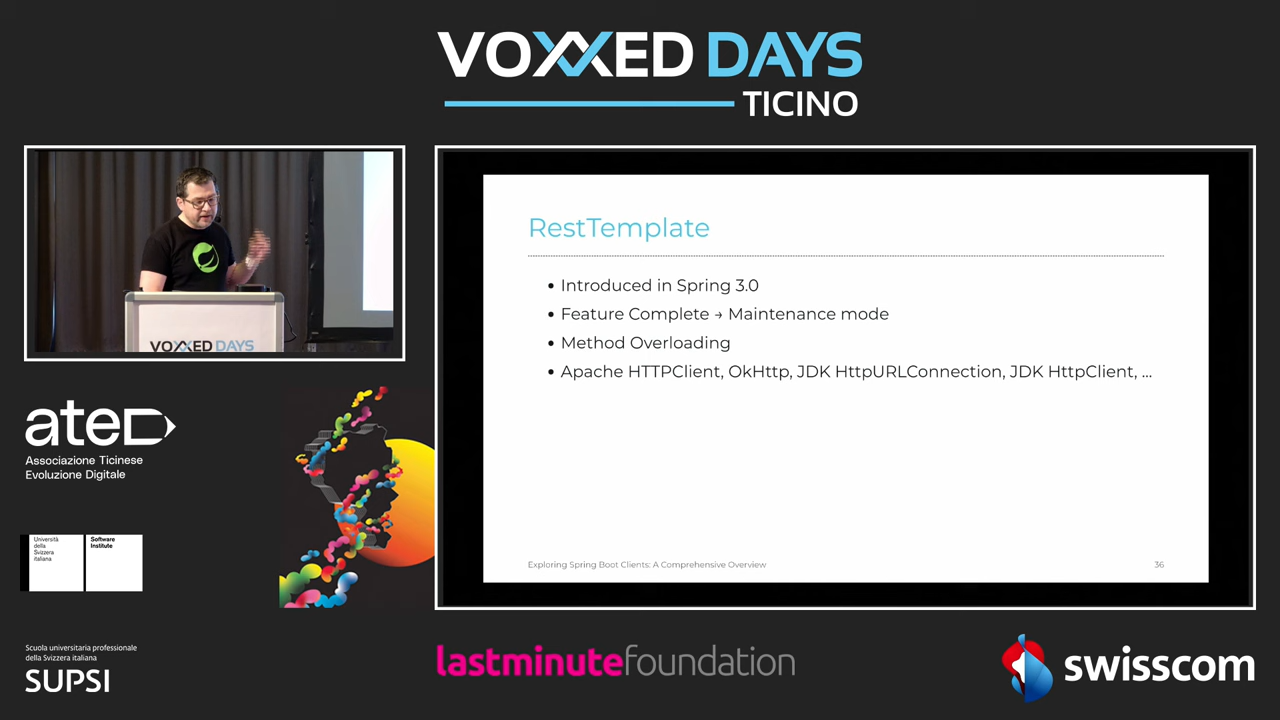 VOXXED DAYS
TICINO
VOXXED DAYS
RestTemplate
• Introduced in Spring 3.0
• Feature Complete → Maintenance mode
• Method Overloading
• Apache HTTPClient, OkHttp, JDK HttpURLConnection, JDK HttpClient, ...
Exploring Spring Boot Clients: A Comprehensive Overview
36
ated
Associazione Ticinese
Evoluzione Digitale
Università
della
Svizzera
italiana
Software
Institute
Scuola universitaria professionale
della Svizzera italiana
SUPSI
lastminutefoundation
swisscom